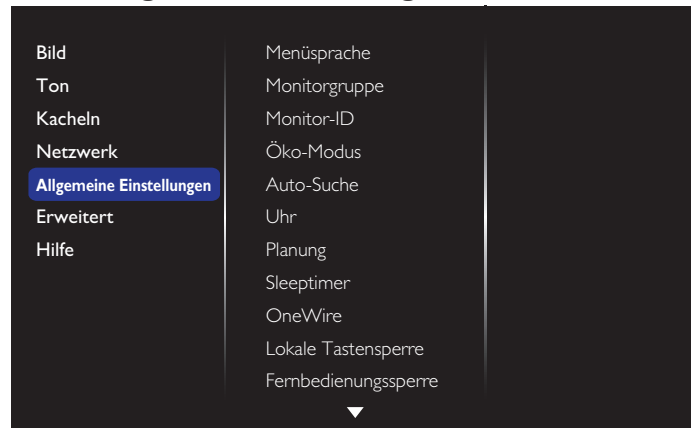 Bild
Ton
Kacheln
Netzwerk
Allgemeine Einstellungen
Erweitert
Hilfe
Menüsprache
Monitorgruppe
Monitor-ID
Öko-Modus
Auto-Suche
Uhr
Planung
Sleeptimer
OneWire
Lokale Tastensperre
Fernbedienungssperre